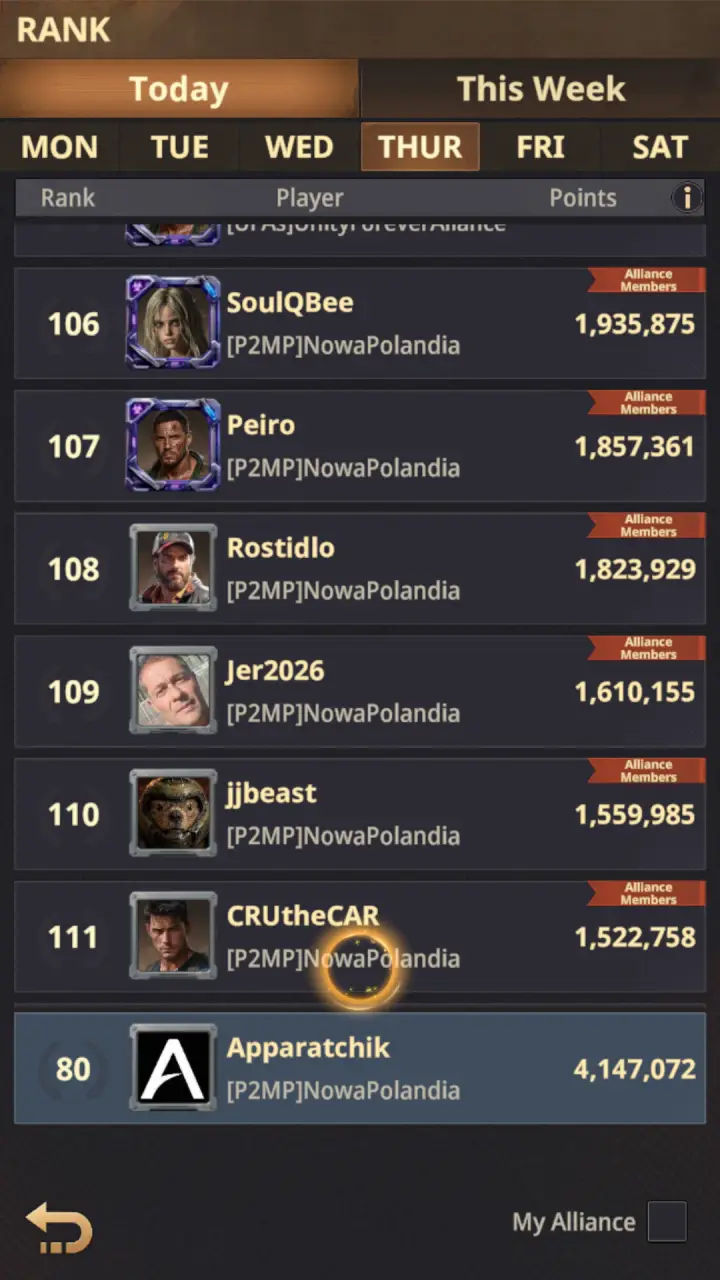 RANK
Today
This Week
MON
TUE
WED
THUR
FRI
SAT
Rank
Player
Points
[UFAs]UnityForeverAlliance
Alliance
Members
106
SoulQBee
[P2MP]NowaPolandia
1,935,875
Alliance
Members
107
Peiro
[P2MP]NowaPolandia
1,857,361
Alliance
Members
108
Rostidlo
[P2MP]NowaPolandia
1,823,929
Alliance
Members
109
Jer2026
[P2MP]NowaPolandia
1,610,155
Alliance
Members
110
jjbeast
[P2MP]NowaPolandia
1,559,985
Alliance
Members
111
CRUtheCAR
[P2MP]NowaPolandia
1,522,758
80
Apparatchik
[P2MP]NowaPolandia
4,147,072
My Alliance